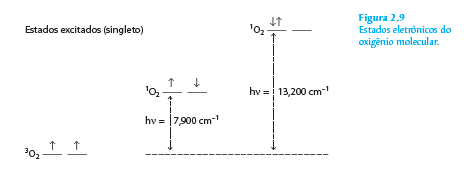 Estados excitados (singleto)
¹O₂ ↓↑
Figura 2.9
Estados eletrônicos do
oxigênio molecular.
¹O₂ ↑ ↓
hν = 13,200 cm⁻¹
hν = 7,900 cm⁻¹
³O₂ ↑ ↑